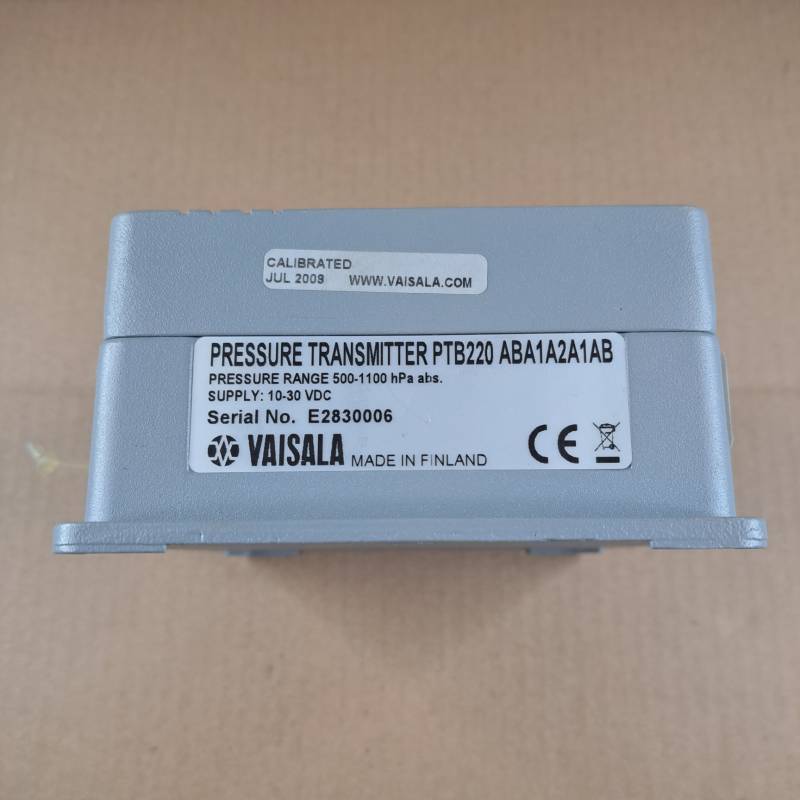 CALIBRATED
JUL 2008 WWW.VAISALA.COM
PRESSURE TRANSMITTER PTB220 ABA1A2A1AB
PRESSURE RANGE 500-1100 hPa abs.
SUPPLY: 10-30 VDC
Serial No. E2830006
VAISALA MADE IN FINLAND CE